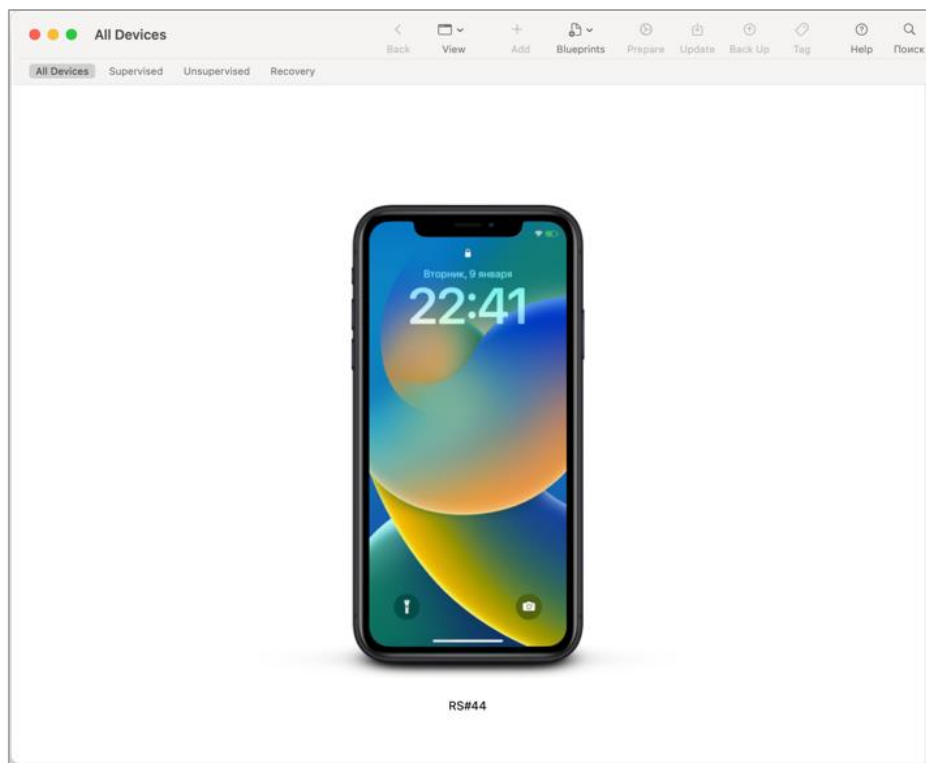 All Devices
Back
View
Add
Blueprints
Prepare
Update
Back Up
Tag
Help
Поиск
All Devices
Supervised
Unsupervised
Recovery
Вторник, 9 января
22:41
RS#44